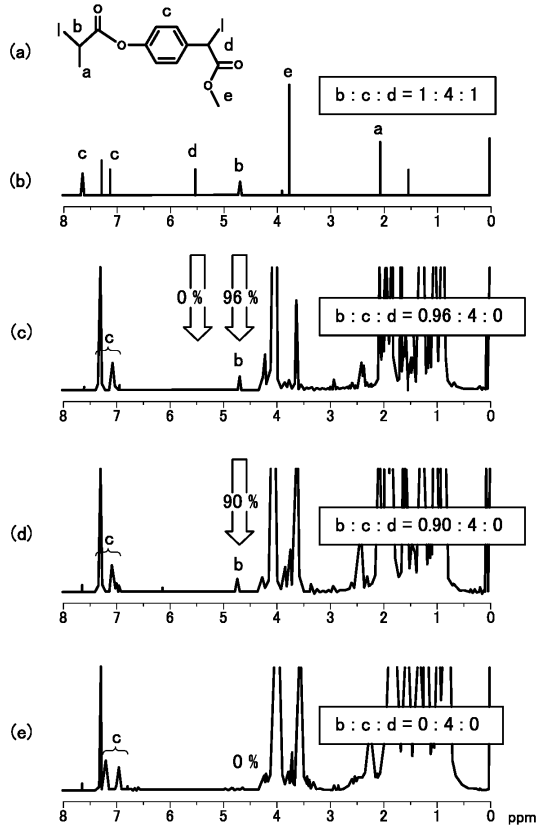 (a)
c
O
I
b
I
d
O
a
O
O
e
e
b : c : d = 1 : 4 : 1
a
c
c
d
b
(b)
8 7 6 5 4 3 2 1 0
0 %
96 %
b : c : d = 0.96 : 4 : 0
c
b
(c)
8 7 6 5 4 3 2 1 0
90 %
b : c : d = 0.90 : 4 : 0
c
b
(d)
8 7 6 5 4 3 2 1 0
b : c : d = 0 : 4 : 0
c
0 %
(e)
8 7 6 5 4 3 2 1 0 ppm